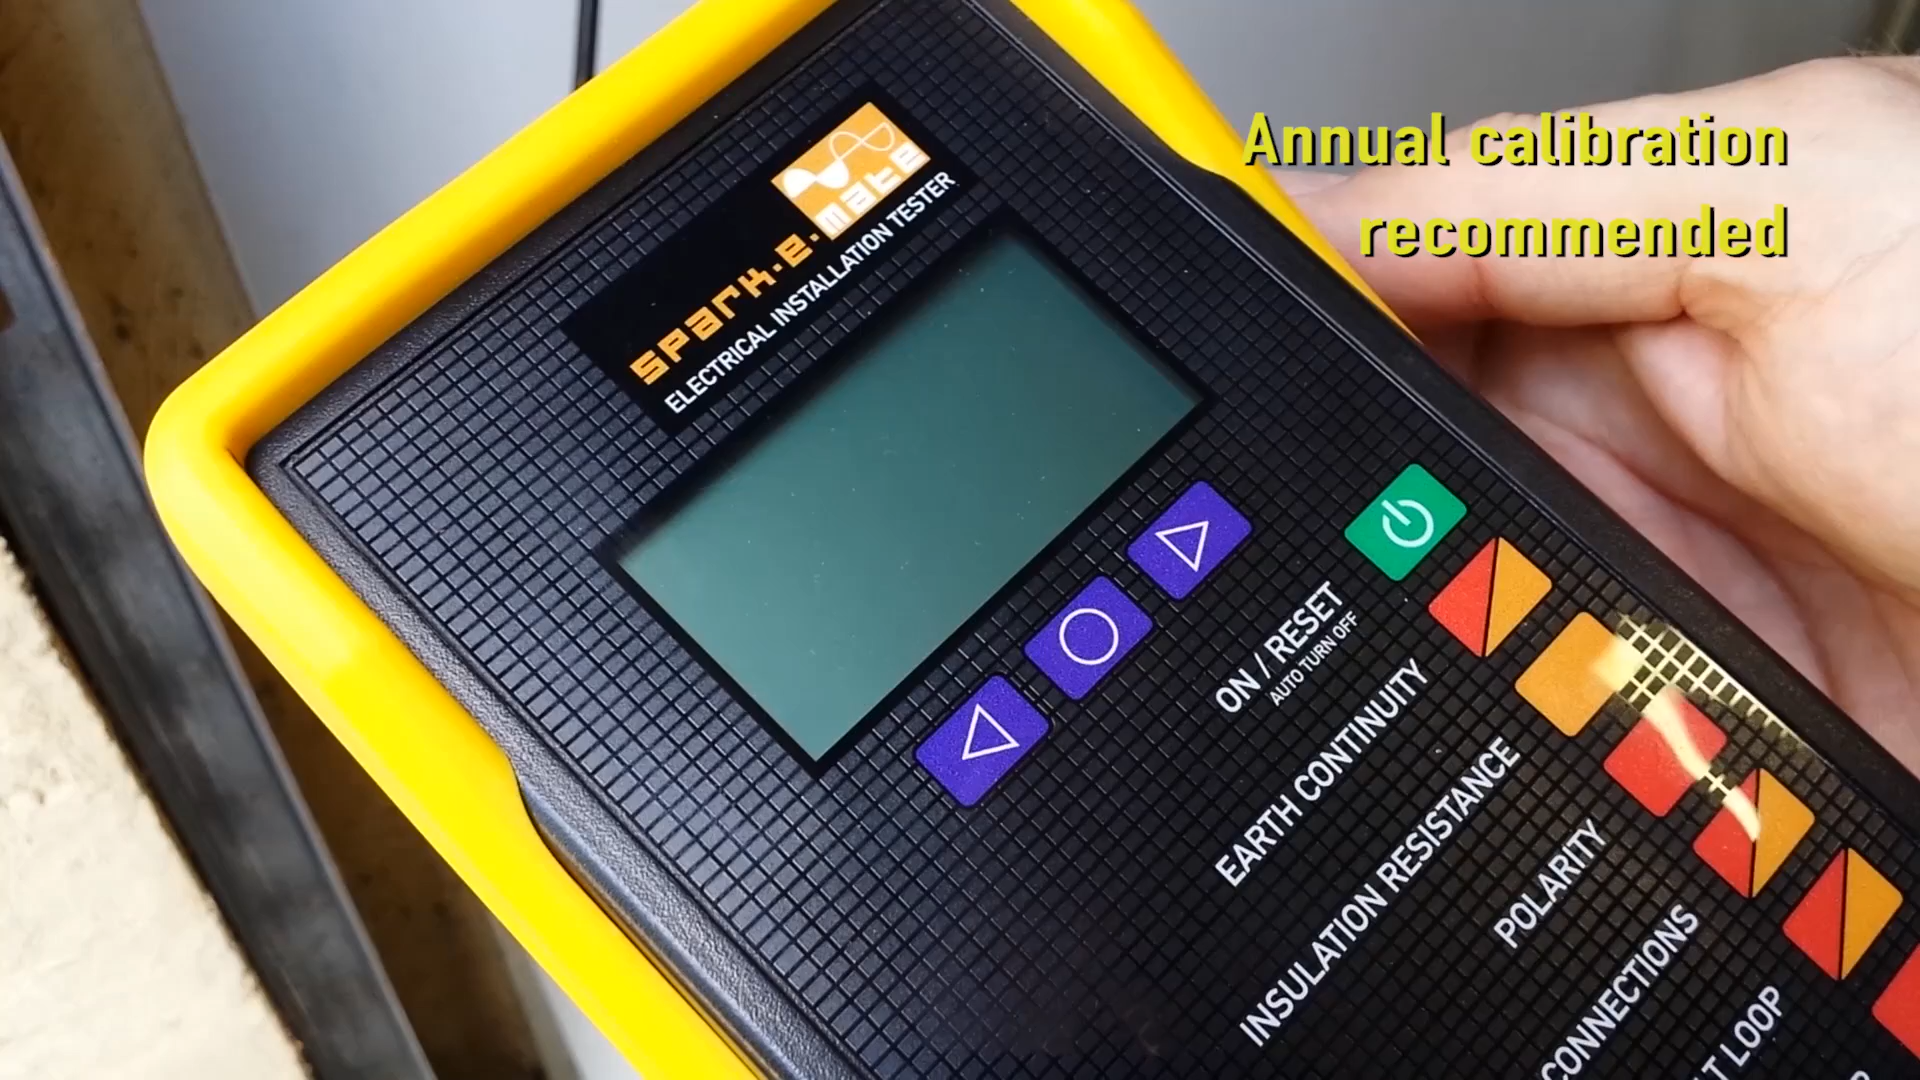 Annual calibration
recommended
SPARK·E·mate
ELECTRICAL INSTALLATION TESTER
ON / RESET
AUTO TURN OFF
EARTH CONTINUITY
INSULATION RESISTANCE
POLARITY
CONNECTIONS
LOOP